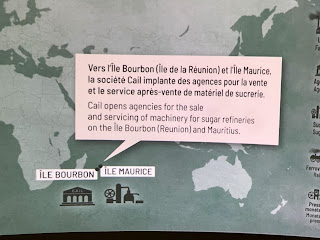 Vers l'Île Bourbon (Île de la Réunion) et l'Île Maurice,
la société Cail implante des agences pour la vente
et le service après-vente de matériel de sucrerie.
Cail opens agencies for the sale
and servicing of machinery for sugar refineries
on the Île Bourbon (Reunion) and Mauritius.
ÎLE BOURBON
ÎLE MAURICE
CAIL